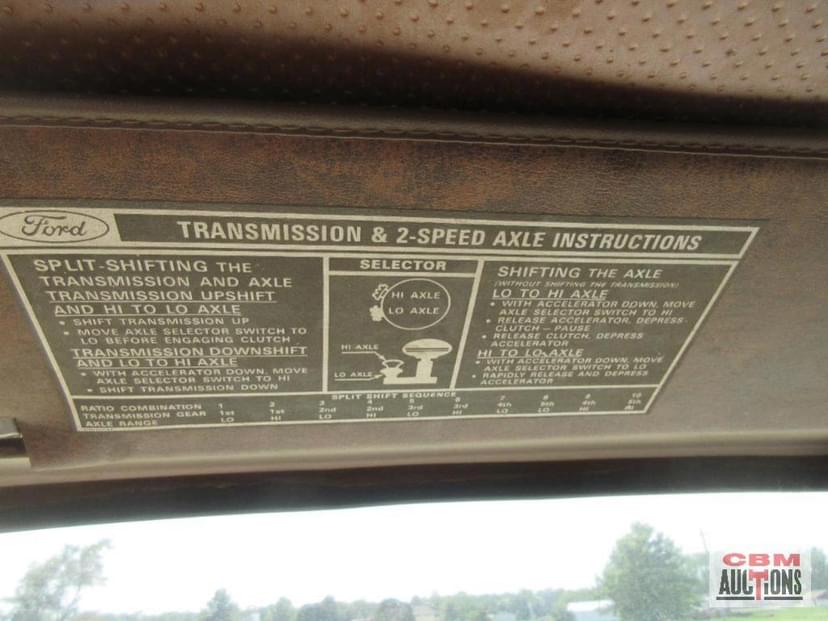 Ford
TRANSMISSION & 2-SPEED AXLE INSTRUCTIONS
SPLIT-SHIFTING THE
TRANSMISSION AND AXLE
TRANSMISSION UPSHIFT
AND HI TO LO AXLE
• SHIFT TRANSMISSION UP
• MOVE AXLE SELECTOR SWITCH TO
LO BEFORE ENGAGING CLUTCH
TRANSMISSION DOWNSHIFT
AND LO TO HI AXLE
• WITH ACCELERATOR DOWN, MOVE
AXLE SELECTOR SWITCH TO HI
• SHIFT TRANSMISSION DOWN
SELECTOR
HI AXLE
LO AXLE
HI AXLE
LO AXLE
SHIFTING THE AXLE
(WITHOUT SHIFTING THE TRANSMISSION)
LO TO HI AXLE
• WITH ACCELERATOR DOWN, MOVE
AXLE SELECTOR SWITCH TO HI
• RELEASE ACCELERATOR, DEPRESS
CLUTCH – PAUSE
• RELEASE CLUTCH, DEPRESS
ACCELERATOR
HI TO LO AXLE
• WITH ACCELERATOR DOWN, MOVE
AXLE SELECTOR SWITCH TO LO
• RAPIDLY RELEASE AND DEPRESS
ACCELERATOR
SPLIT SHIFT SEQUENCE
RATIO COMBINATION 1 2 3 4 5 6 7 8 9 10
TRANSMISSION GEAR 1st 1st 2nd 2nd 3rd 3rd 4th 5th 4th 5th
AXLE RANGE LO HI LO HI LO HI LO LO HI HI
CBM
AUCTIONS